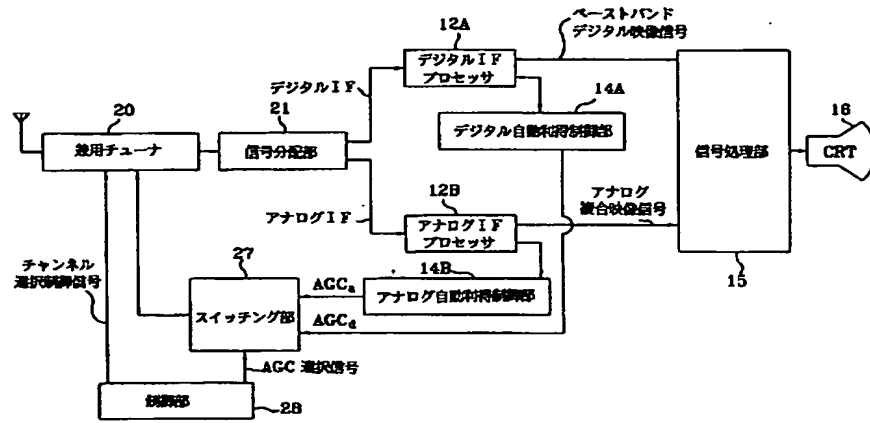 12A
ベースバンド
デジタル映像信号
デジタルIF
プロセッサ
デジタルIF
14A
20
21
16
デジタル自動利得制御部
兼用チューナ
信号分配部
信号処理部
CRT
12B
アナログ
複合映像信号
アナログIF
アナログIF
プロセッサ
チャンネル
選択制御信号
27
14B
15
AGCa
アナログ自動利得制御部
スイッチング部
AGCd
AGC 選択信号
制御部
28